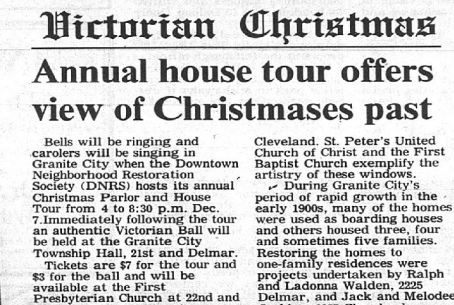 Victorian Christmas
Annual house tour offers
view of Christmases past
Bells will be ringing and
carolers will be singing in
Granite City when the Downtown
Neighborhood Restoration
Society (DNRS) hosts its annual
Christmas Parlor and House
Tour from 4 to 8:30 p.m. Dec.
7.Immediately following the tour
an authentic Victorian Ball will
be held at the Granite City
Township Hall, 21st and Delmar.
Tickets are $7 for the tour and
$3 for the ball and will be
available at the First
Presbyterian Church at 22nd and
Cleveland. St. Peter's United
Church of Christ and the First
Baptist Church exemplify the
artistry of these windows.
During Granite City's
period of rapid growth in the
early 1900s, many of the homes
were used as boarding houses
and others housed three, four
and sometimes five families.
Restoring the homes to
one-family residences were
projects undertaken by Ralph
and Ladonna Walden, 2225
Delmar, and Jack and Melodee